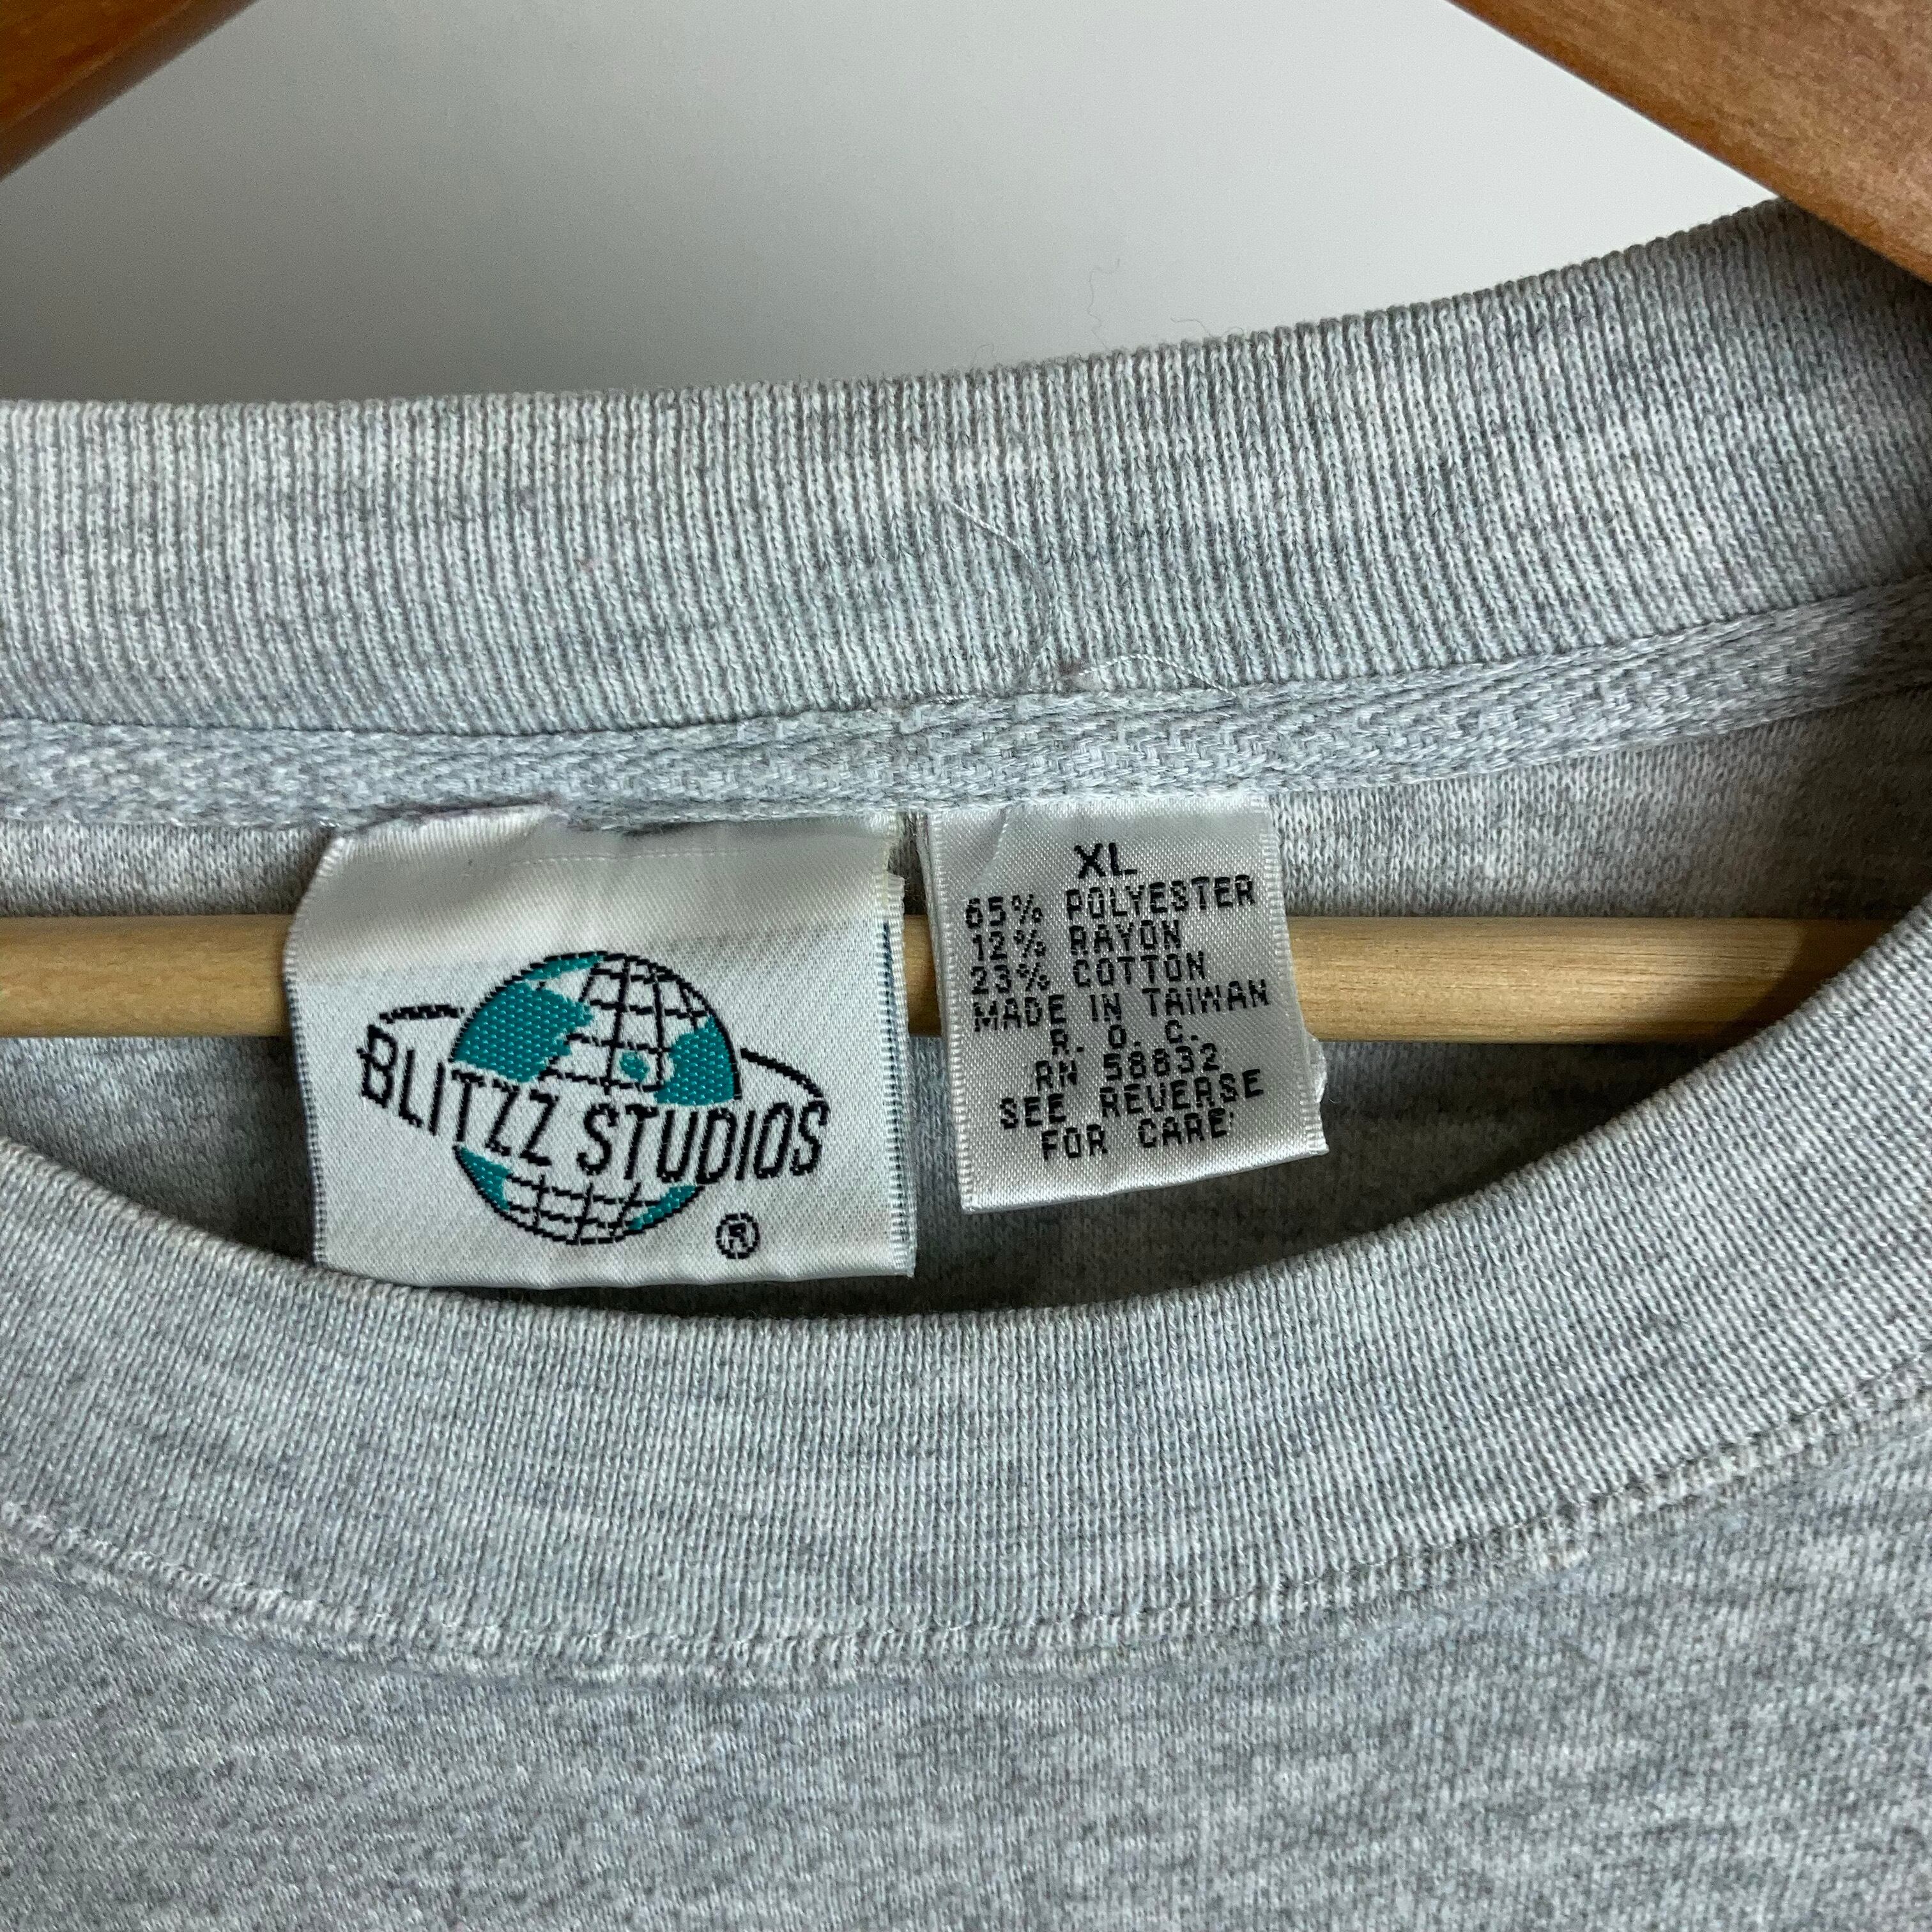 BLITZZ STUDIOS
®
XL
65% POLYESTER
12% RAYON
23% COTTON
MADE IN TAIWAN
R. O. C.
RN 58832
SEE REVERSE
FOR CARE